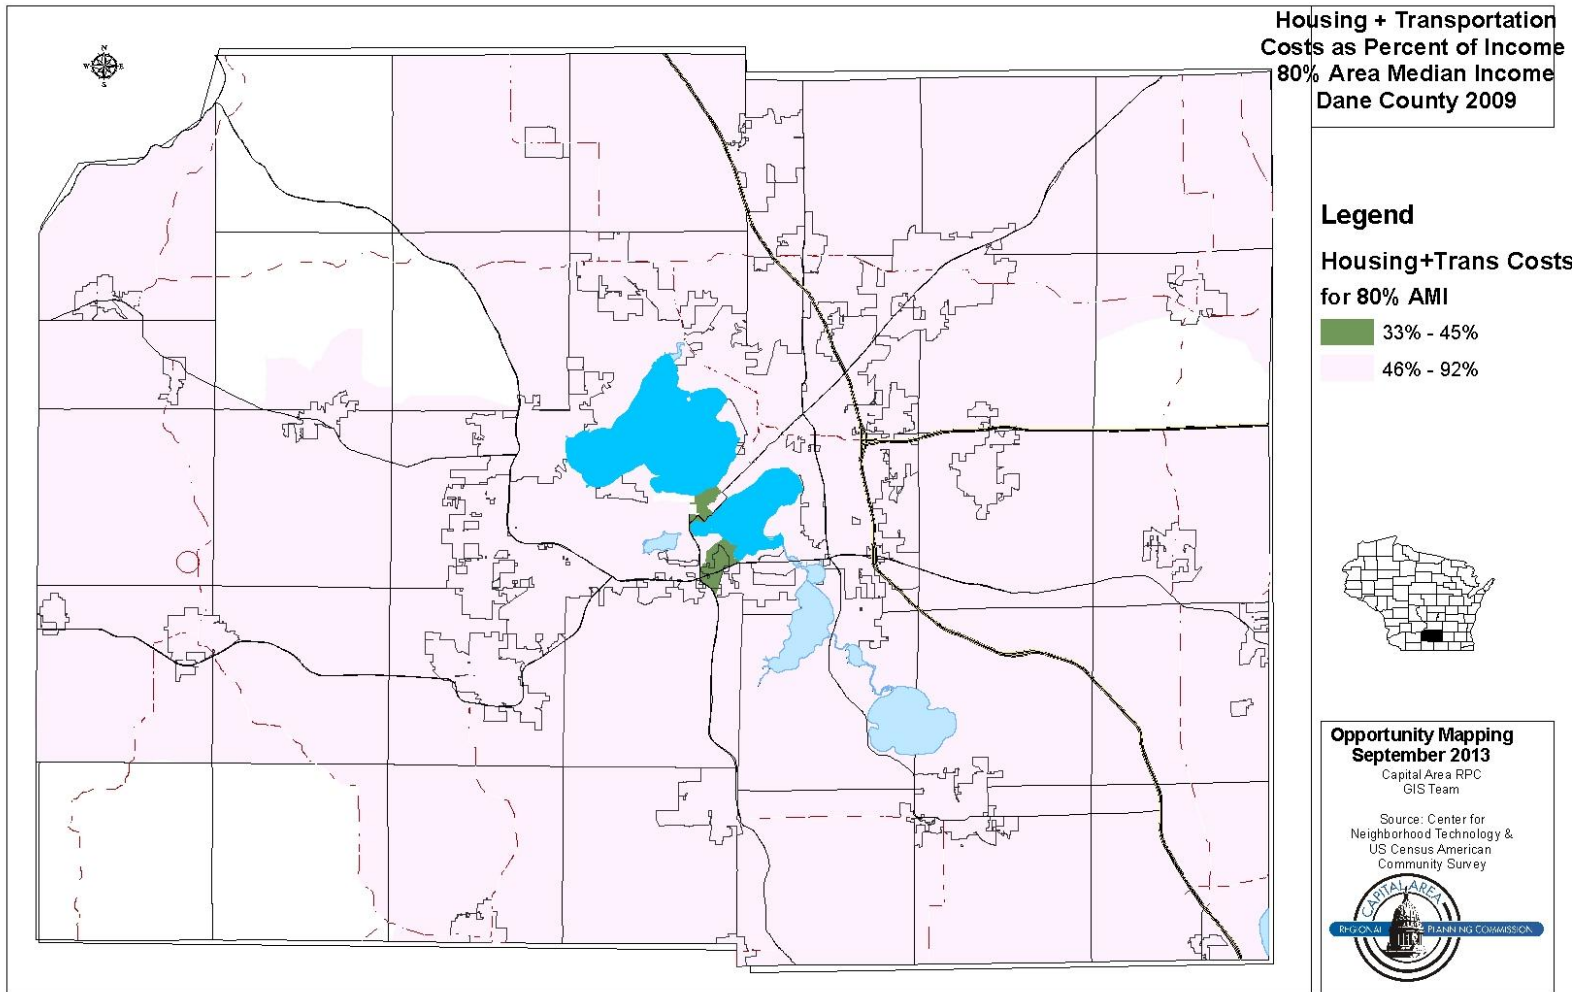 Housing + Transportation
Costs as Percent of Income
80% Area Median Income
Dane County 2009
N
W
E
S
Legend
Housing+Trans Costs
for 80% AMI
33% - 45%
46% - 92%
Opportunity Mapping
September 2013
Capital Area RPC
GIS Team
Source: Center for
Neighborhood Technology &
US Census American
Community Survey
CAPITAL AREA
REGIONAL PLANNING COMMISSION